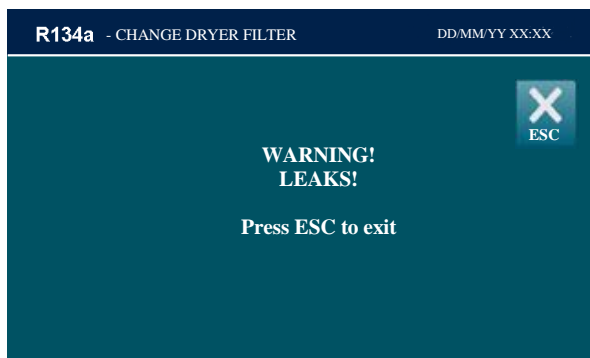 R134a - CHANGE DRYER FILTER DD/MM/YY XX:XX
ESC
WARNING!
LEAKS!
Press ESC to exit